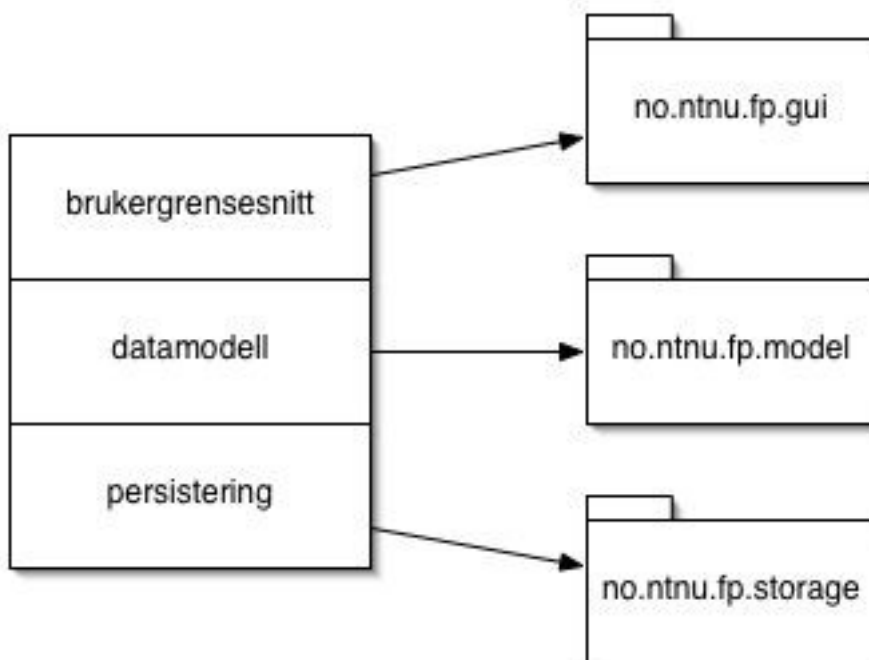 brukergrensesnitt
datamodell
persistering
no.ntnu.fp.gui
no.ntnu.fp.model
no.ntnu.fp.storage